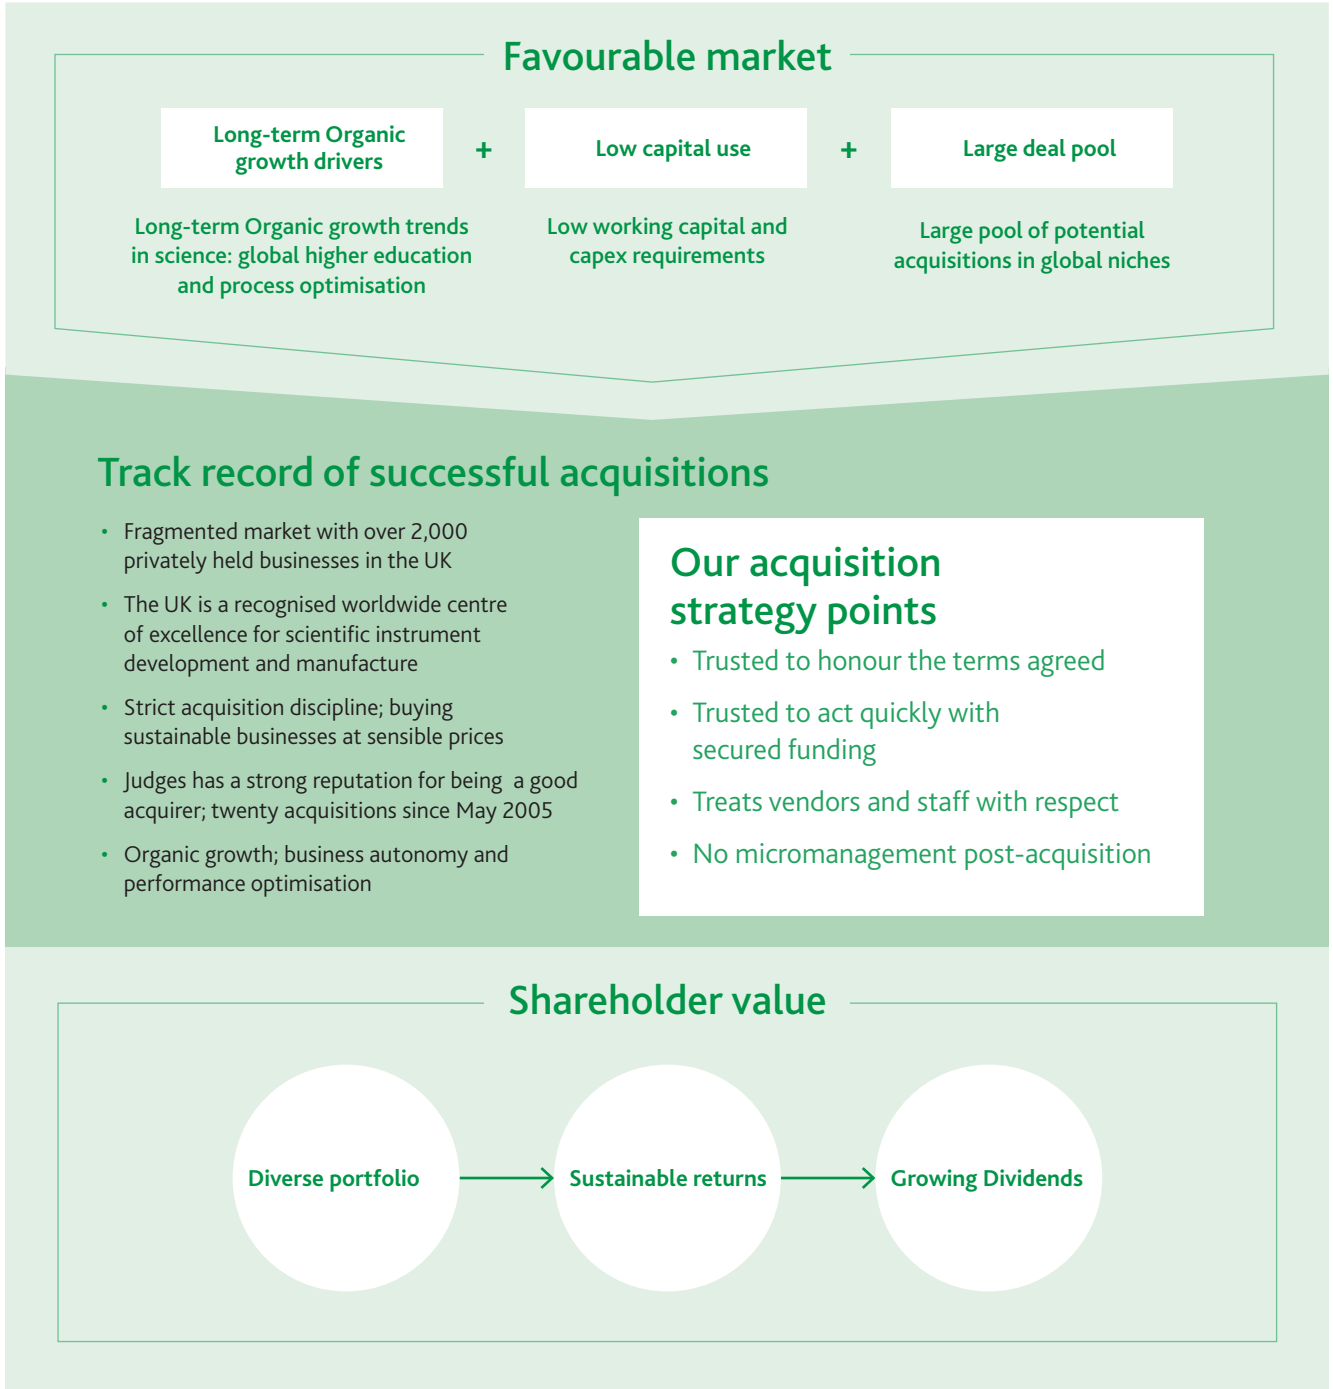 Favourable market
Long-term Organic
growth drivers
+
Low capital use
+
Large deal pool
Long-term Organic growth trends
in science: global higher education
and process optimisation
Low working capital and
capex requirements
Large pool of potential
acquisitions in global niches
Track record of successful acquisitions
• Fragmented market with over 2,000
privately held businesses in the UK
• The UK is a recognised worldwide centre
of excellence for scientific instrument
development and manufacture
• Strict acquisition discipline; buying
sustainable businesses at sensible prices
• Judges has a strong reputation for being  a good
acquirer; twenty acquisitions since May 2005
• Organic growth; business autonomy and
performance optimisation
Our acquisition
strategy points
• Trusted to honour the terms agreed
• Trusted to act quickly with
secured funding
• Treats vendors and staff with respect
• No micromanagement post-acquisition
Shareholder value
Diverse portfolio
Sustainable returns
Growing Dividends